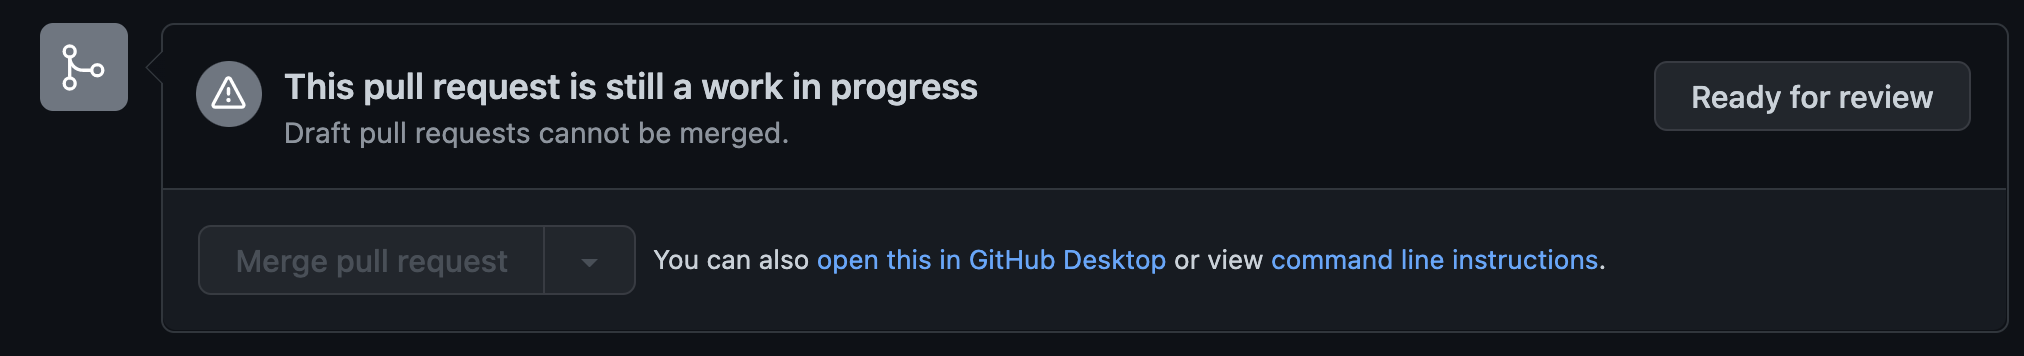 This pull request is still a work in progress
Draft pull requests cannot be merged.
Ready for review
Merge pull request
You can also open this in GitHub Desktop or view command line instructions.